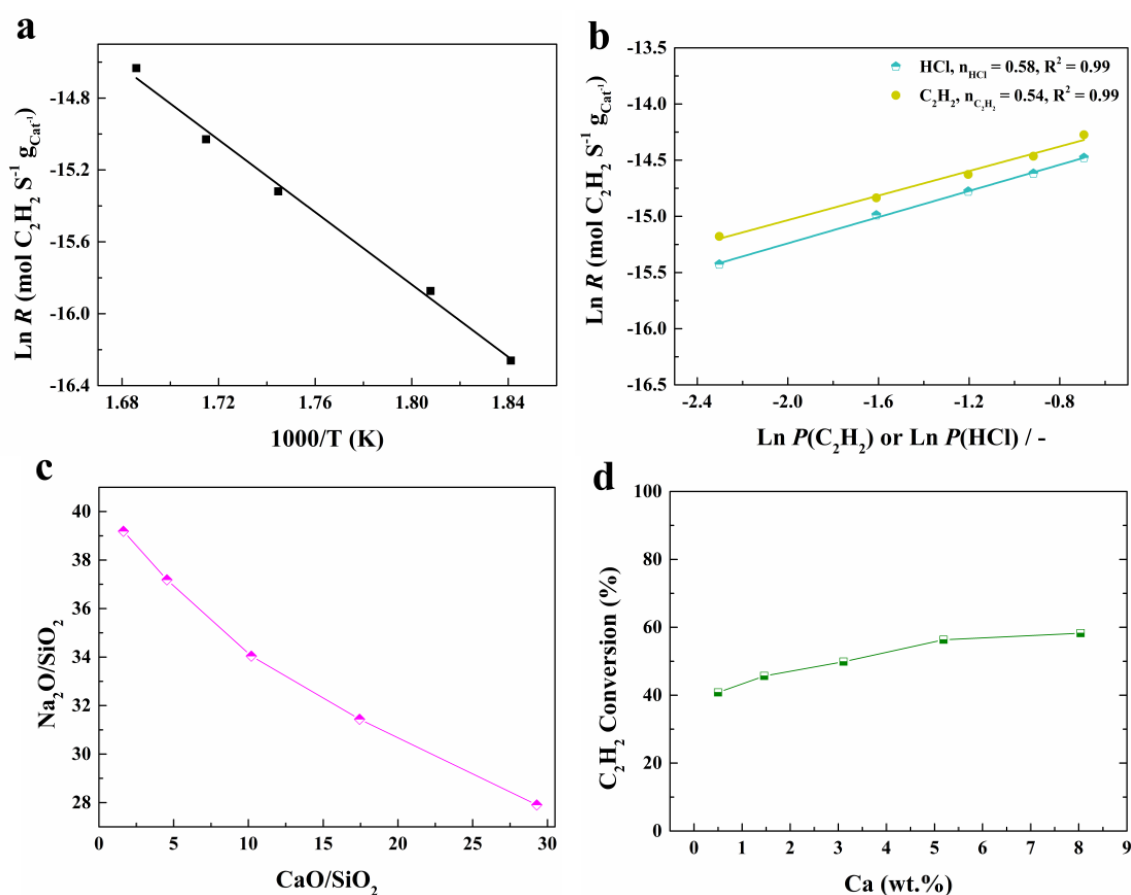 a
Ln R (mol C₂H₂ S⁻¹ g_Cat⁻¹)
-14.8
-15.2
-15.6
-16.0
-16.4
1.68 1.72 1.76 1.80 1.84
1000/T (K)
b
Ln R (mol C₂H₂ S⁻¹ g_Cat⁻¹)
-13.5
-14.0
-14.5
-15.0
-15.5
-16.0
-16.5
HCl, n_HCl = 0.58, R² = 0.99
C₂H₂, n_C₂H₂ = 0.54, R² = 0.99
-2.4 -2.0 -1.6 -1.2 -0.8
Ln P(C₂H₂) or Ln P(HCl) / -
c
Na₂O/SiO₂
40
38
36
34
32
30
28
0 5 10 15 20 25 30
CaO/SiO₂
d
C₂H₂ Conversion (%)
100
80
60
40
20
0
0 1 2 3 4 5 6 7 8 9
Ca (wt.%)